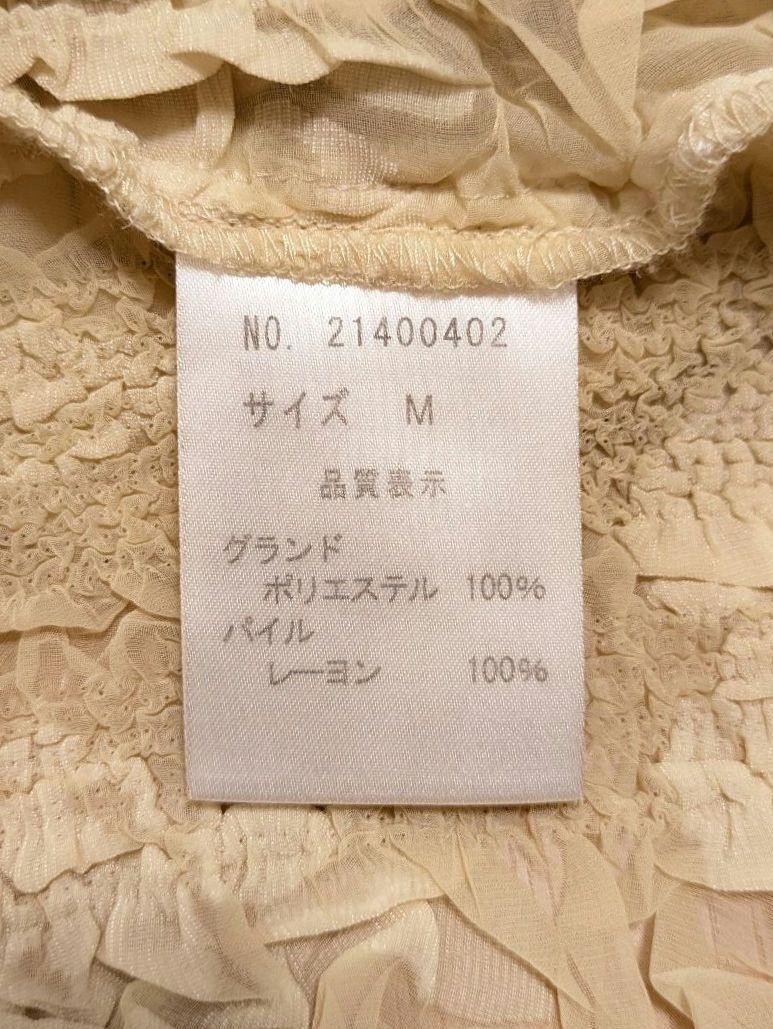 NO. 21400402
サイズ M
品質表示
グランド
ポリエステル 100%
パイル
レーヨン 100%